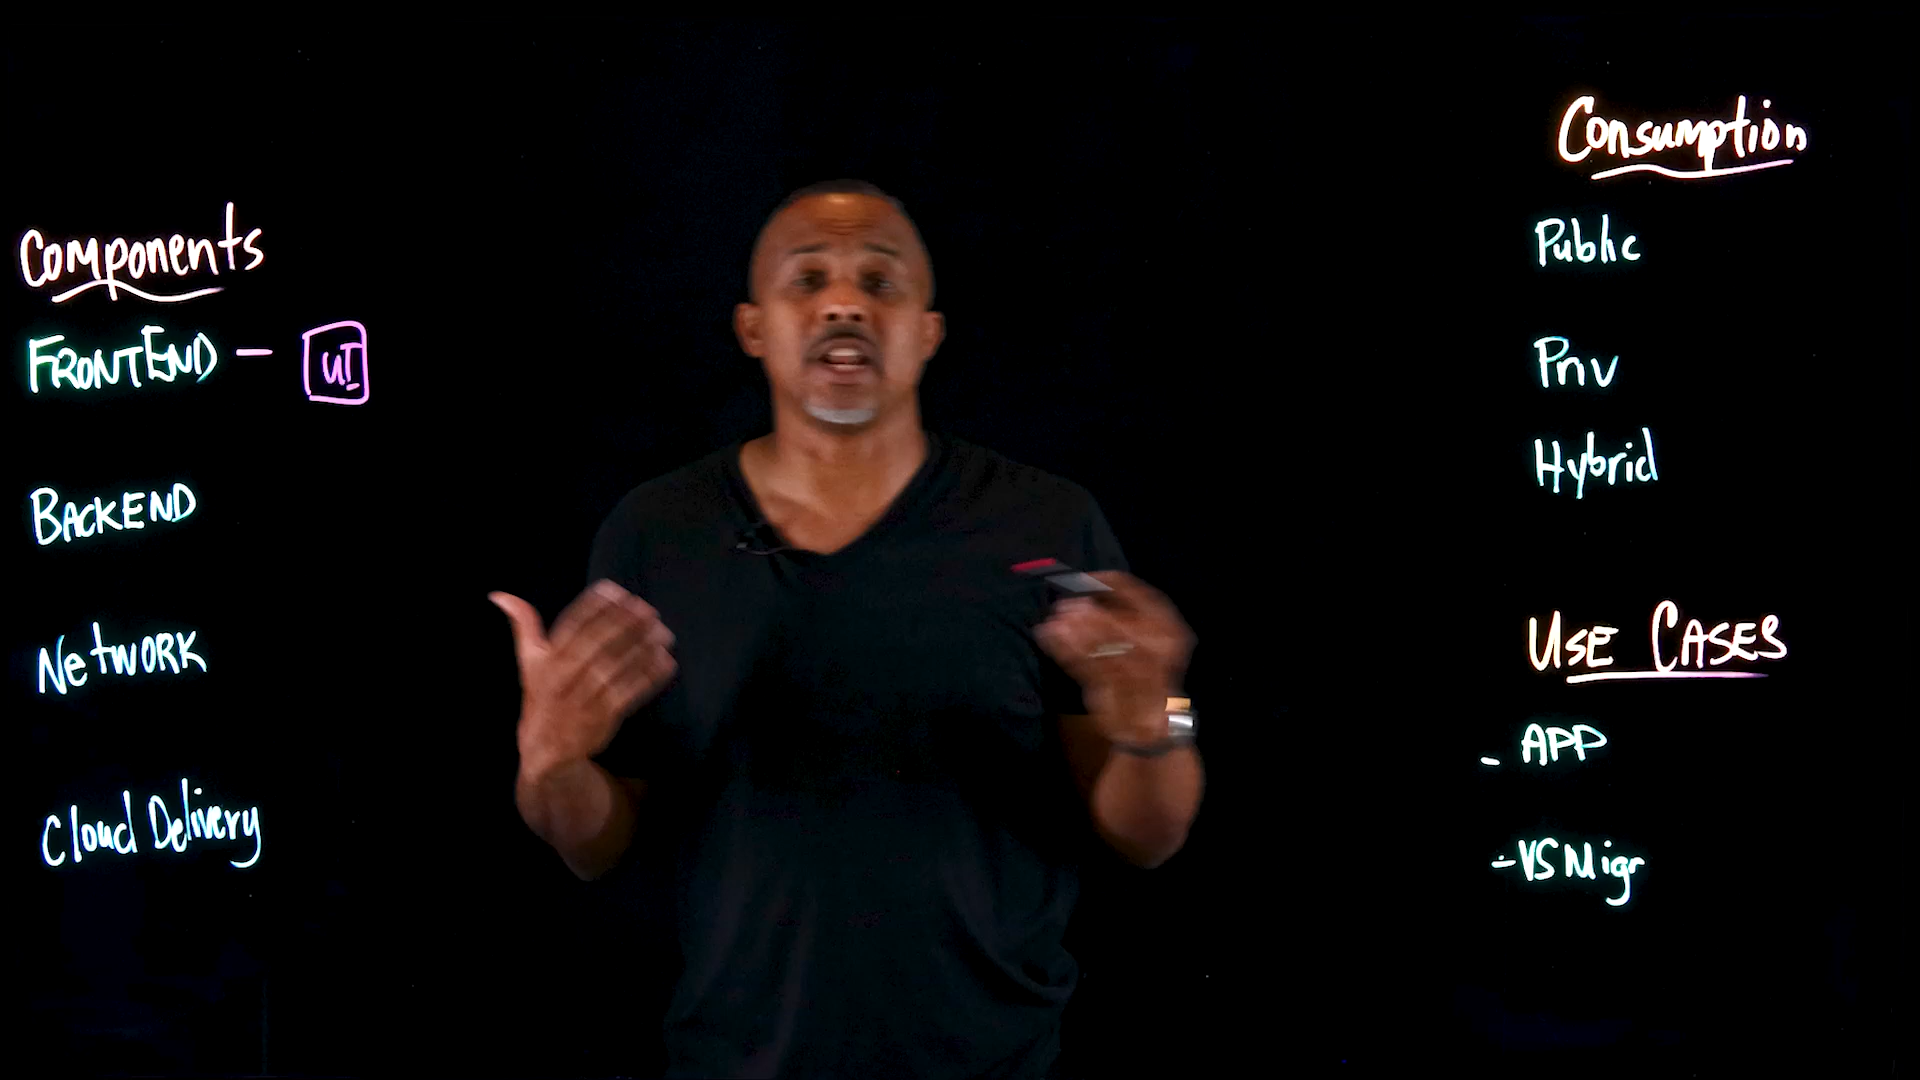 Components
FRONTEND - UI
BACKEND
NetWORK
Cloud Delivery
Consumption
Public
Priv
Hybrid
USE CASES
- APP
- VS Migr